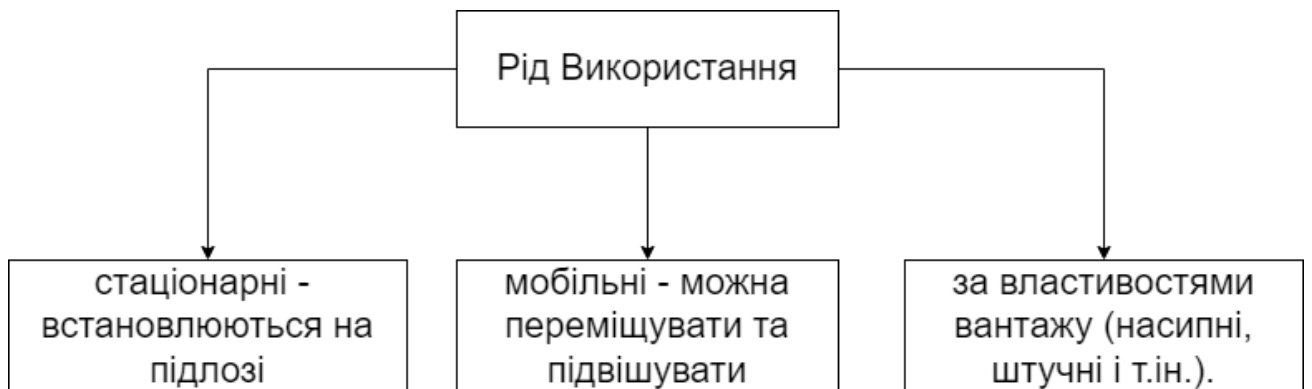 Рід Використання
стаціонарні -
встановлюються на
підлозі
мобільні - можна
переміщувати та
підвішувати
за властивостями
вантажу (насипні,
штучні і т.ін.).